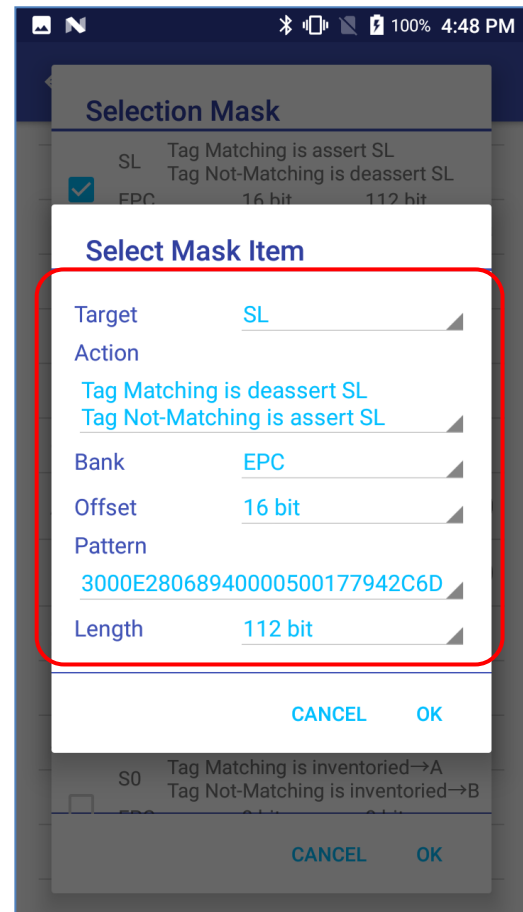 100% 4:48 PM
Selection Mask
SL Tag Matching is assert SL
Tag Not-Matching is deassert SL
EPC 16 bit 112 bit
Select Mask Item
Target SL
Action
Tag Matching is deassert SL
Tag Not-Matching is assert SL
Bank EPC
Offset 16 bit
Pattern
3000E28068940000500177942C6D
Length 112 bit
CANCEL OK
S0 Tag Matching is inventoried→A
Tag Not-Matching is inventoried→B
CANCEL OK